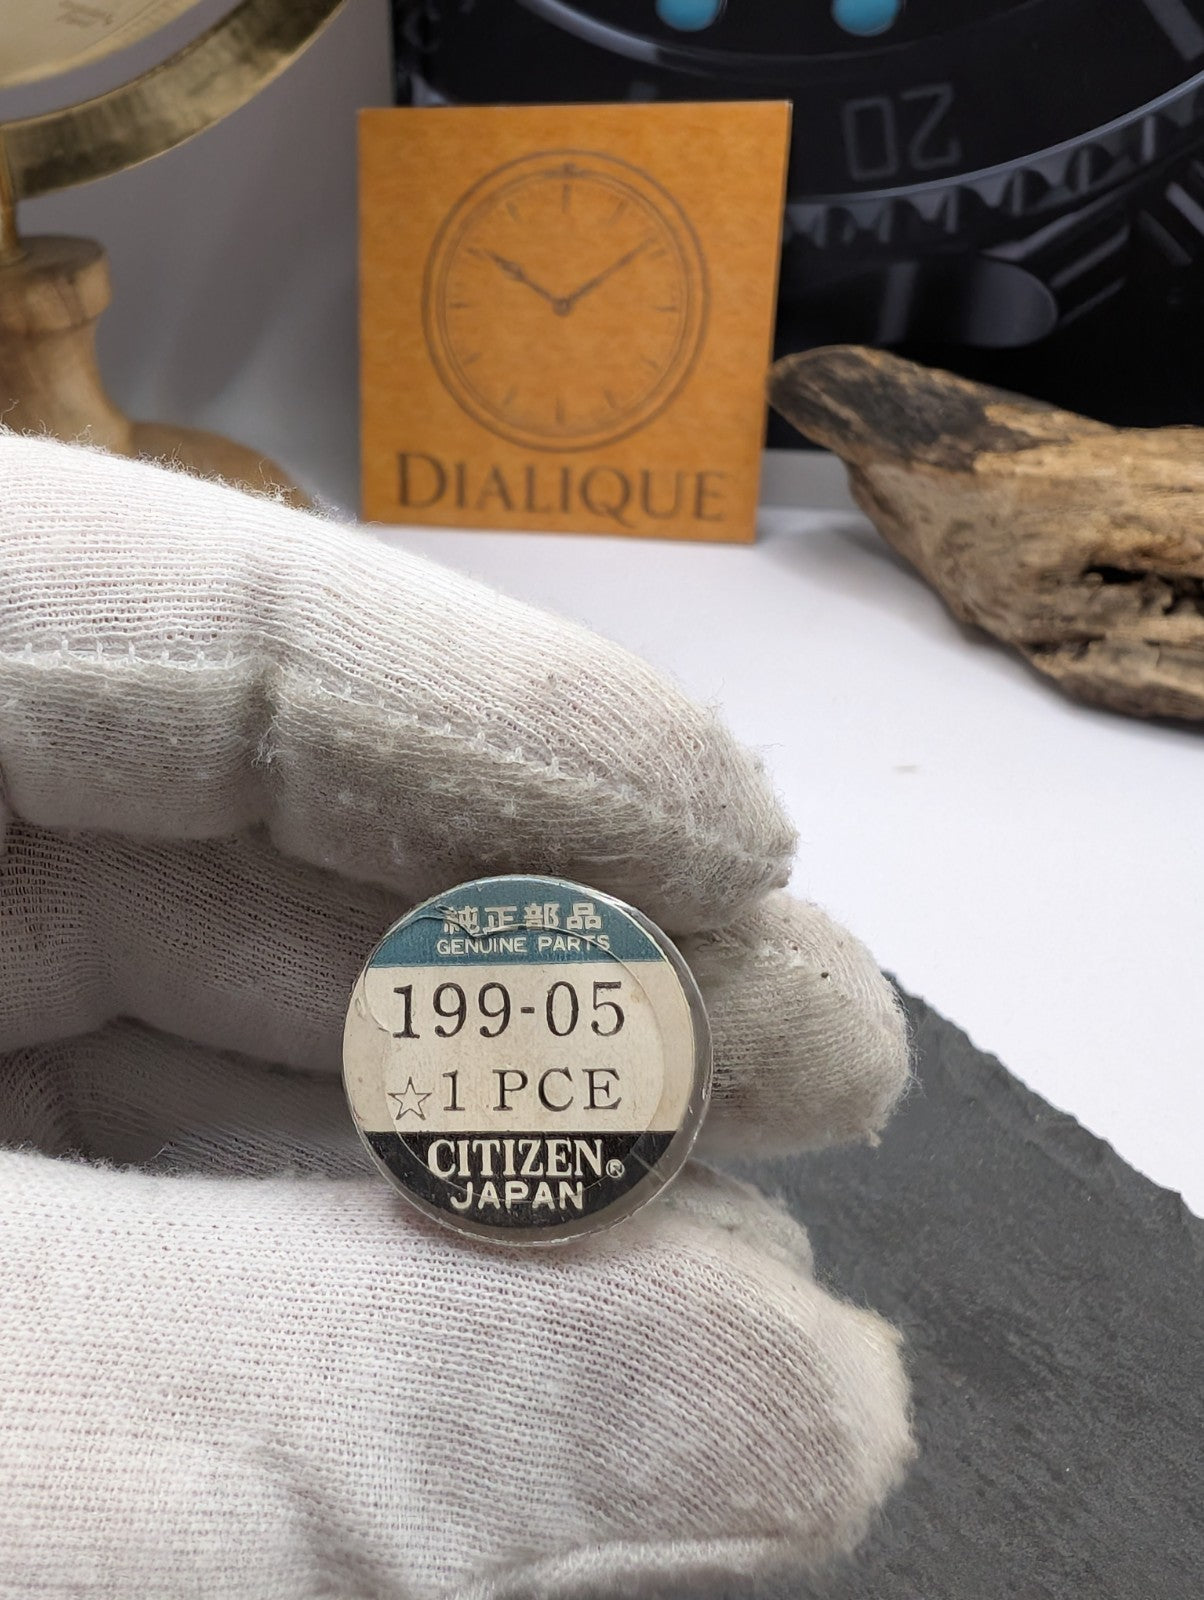 20
DIALIQUE
純正部品
GENUINE PARTS
199-05
☆1 PCE
CITIZEN®
JAPAN